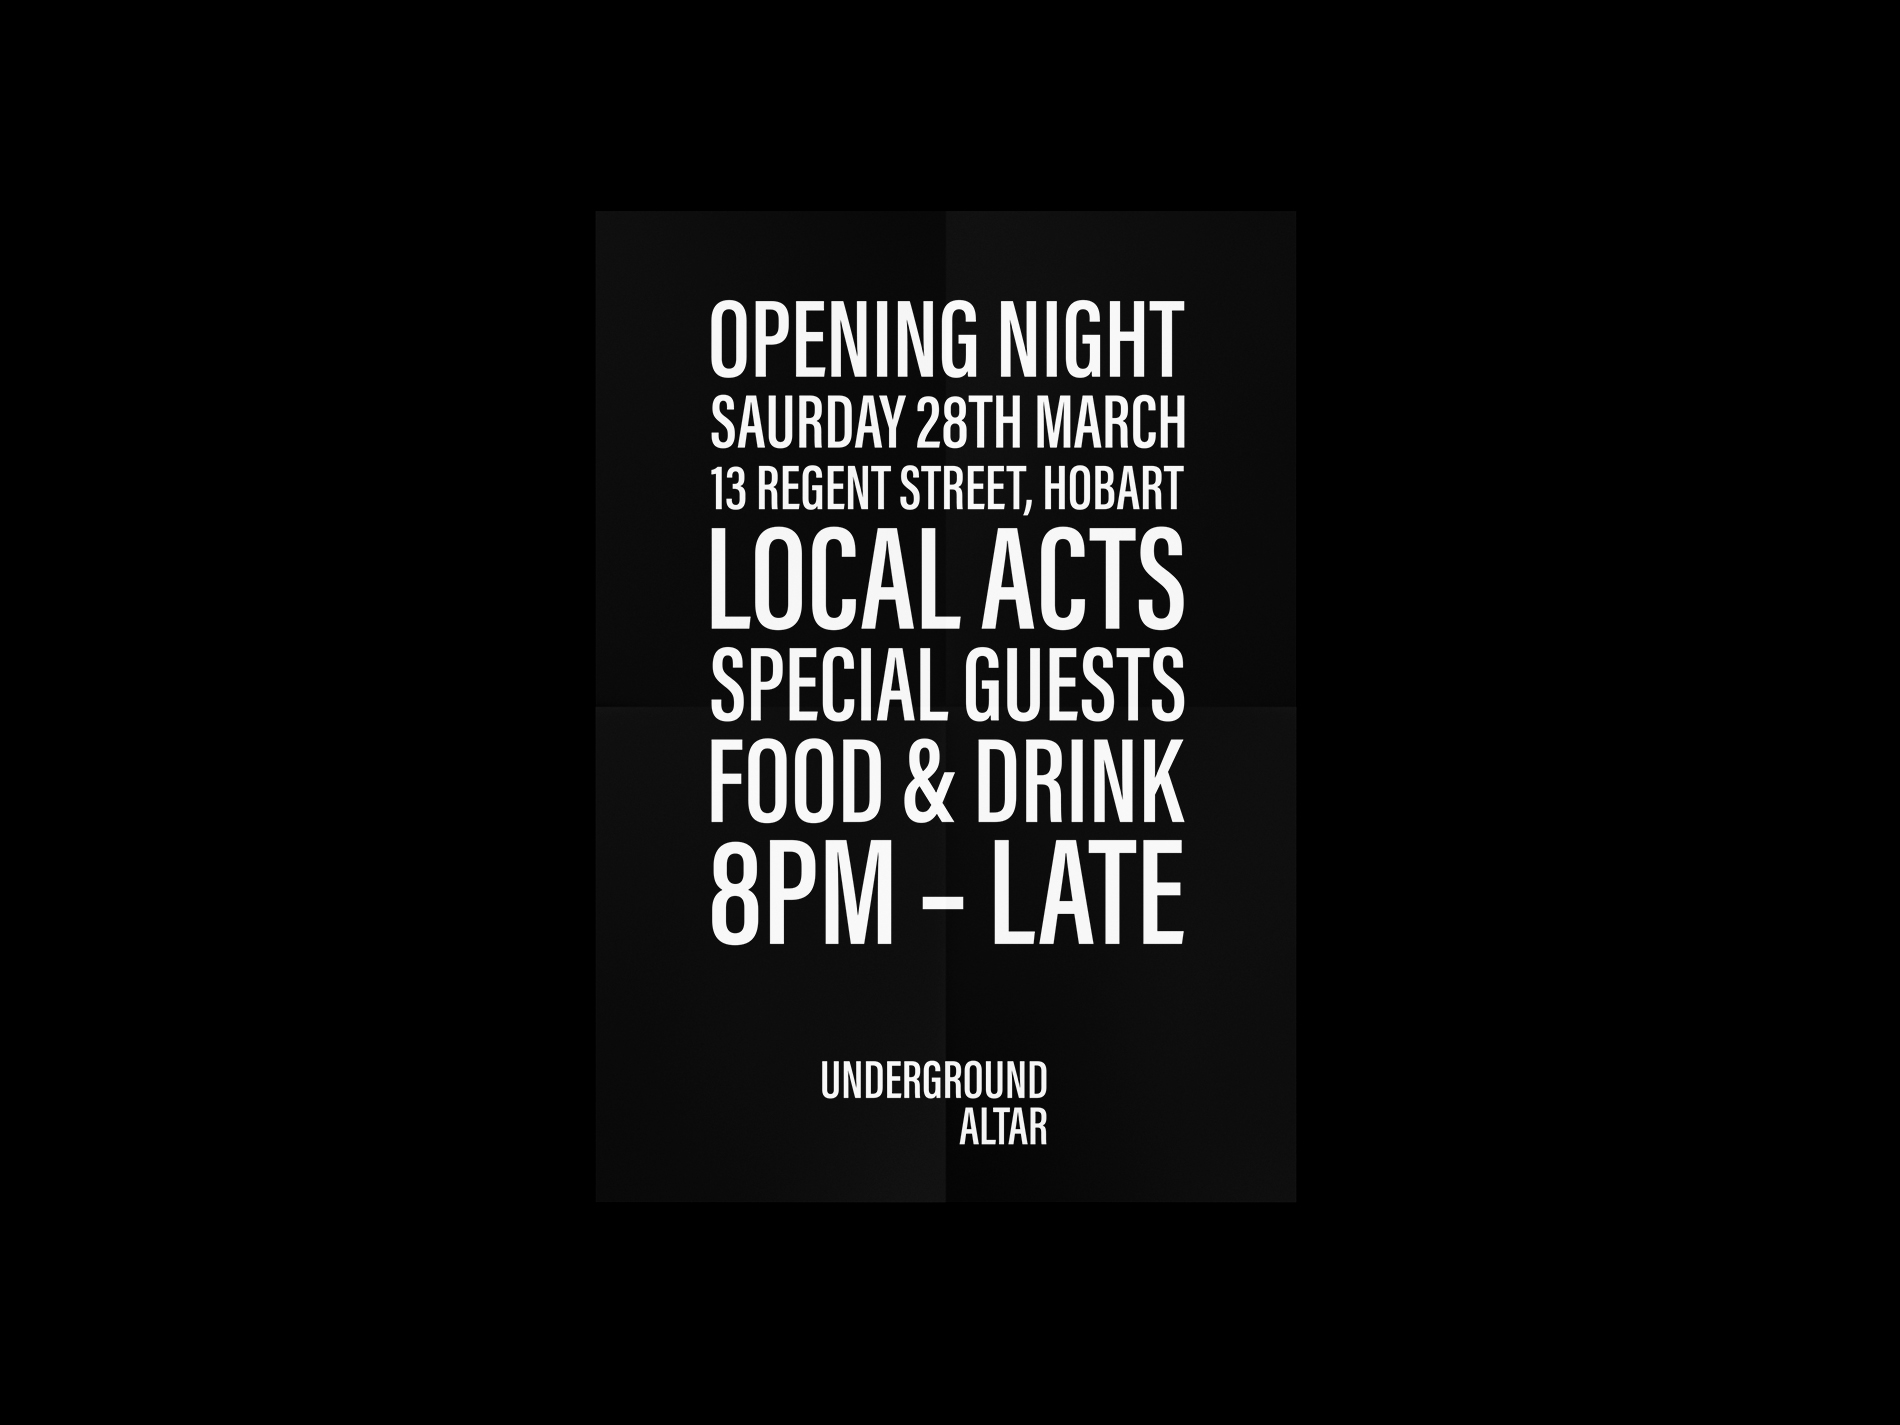 OPENING NIGHT
SAURDAY 28TH MARCH
13 REGENT STREET, HOBART
LOCAL ACTS
SPECIAL GUESTS
FOOD & DRINK
8PM – LATE
UNDERGROUND
ALTAR